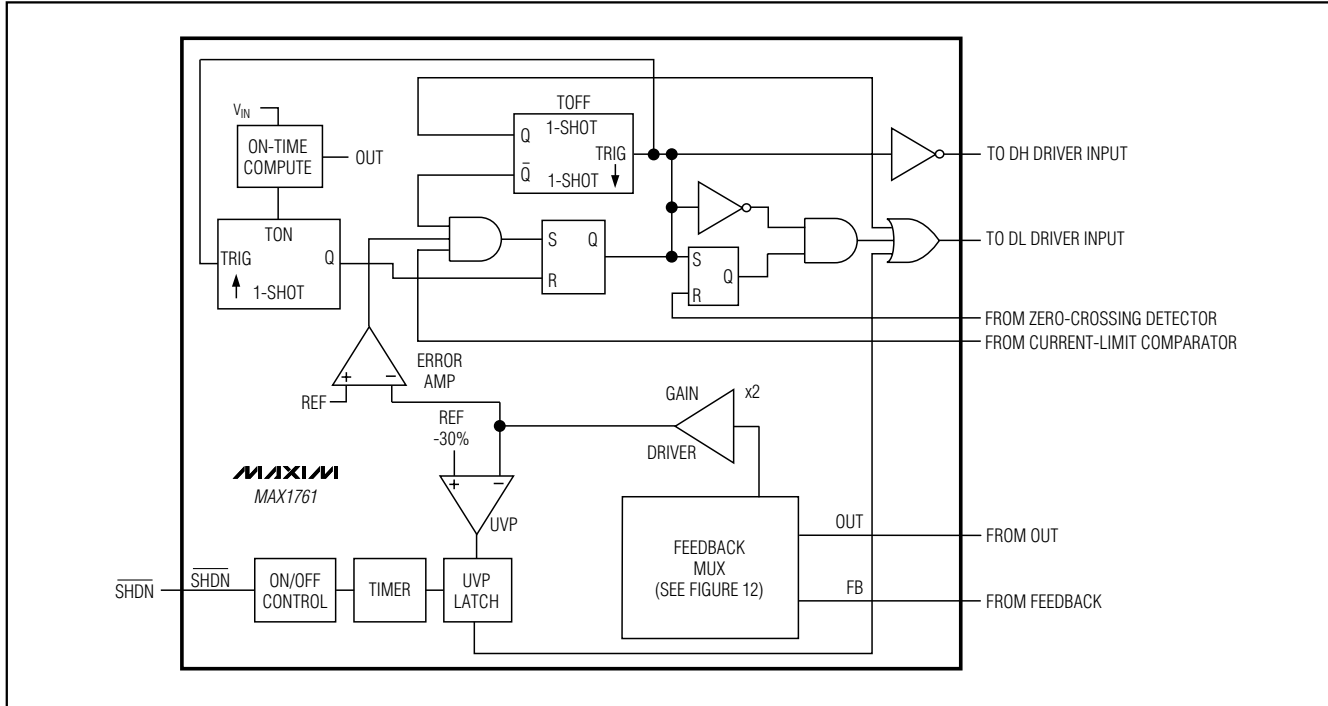 TOFF
1-SHOT
Q
TRIG
Q̅
1-SHOT
V_IN
ON-TIME
COMPUTE
OUT
TO DH DRIVER INPUT
TON
TRIG
Q
1-SHOT
S
Q
R
S
Q
R
TO DL DRIVER INPUT
FROM ZERO-CROSSING DETECTOR
FROM CURRENT-LIMIT COMPARATOR
+
−
ERROR
AMP
REF
REF
-30%
GAIN
x2
DRIVER
MAXIM
MAX1761
+
−
UVP
FEEDBACK
MUX
(SEE FIGURE 12)
OUT
FROM OUT
FB
FROM FEEDBACK
S̅H̅D̅N̅
S̅H̅D̅N̅
ON/OFF
CONTROL
TIMER
UVP
LATCH